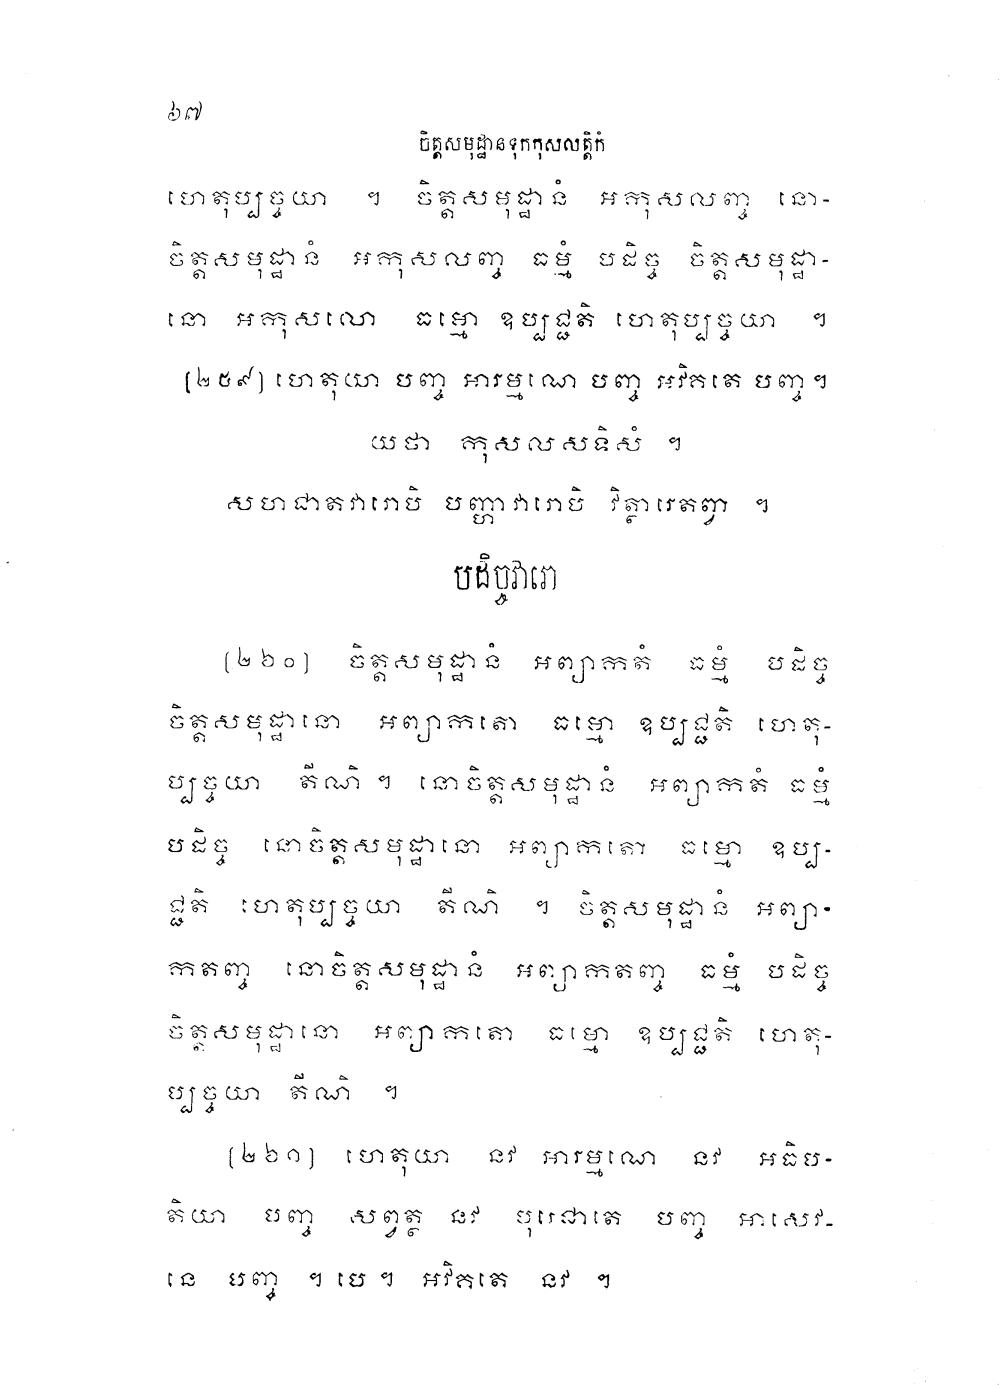 ៦៧
ចិត្តសមុដ្ឋានទុកកុសលត្តិកំ
ហេតុប្បច្ចយា ។ ចិត្តសមុដ្ឋានំ អកុសលញ្ច នោ-
ចិត្តសមុដ្ឋានំ អកុសលញ្ច ធម្មំ បដិច្ច ចិត្តសមុដ្ឋា-
នោ អកុសលោ ធម្មោ ឧប្បជ្ជតិ ហេតុប្បច្ចយា ។
(២៥៩) ហេតុយា បញ្ច អារម្មណេ បញ្ច អវិគតេ បញ្ច។
យថា កុសលសទិសំ ។
សហជាតវារោបិ បញ្ហាវារោបិ វិត្ថារេតញ្វា ។
បដិច្ចវារោ
(២៦០) ចិត្តសមុដ្ឋានំ អព្យាកតំ ធម្មំ បដិច្ច
ចិត្តសមុដ្ឋានោ អព្យាកតោ ធម្មោ ឧប្បជ្ជតិ ហេតុ-
ប្បច្ចយា តីណិ ។ នោចិត្តសមុដ្ឋានំ អព្យាកតំ ធម្មំ
បដិច្ច នោចិត្តសមុដ្ឋានោ អព្យាកតោ ធម្មោ ឧប្ប-
ជ្ជតិ ហេតុប្បច្ចយា តីណិ ។ ចិត្តសមុដ្ឋានំ អព្យា-
កតញ្ច នោចិត្តសមុដ្ឋានំ អព្យាកតញ្ច ធម្មំ បដិច្ច
ចិត្តសមុដ្ឋានោ អព្យាកតោ ធម្មោ ឧប្បជ្ជតិ ហេតុ-
ប្បច្ចយា តីណិ ។
(២៦១) ហេតុយា នវ អារម្មណេ នវ អធិប-
តិយា បញ្ច សព្វត្ថ នវ បុរេជាតេ បញ្ច អាសេវ-
នេ បញ្ច ។ បេ ។ អវិគតេ នវ ។